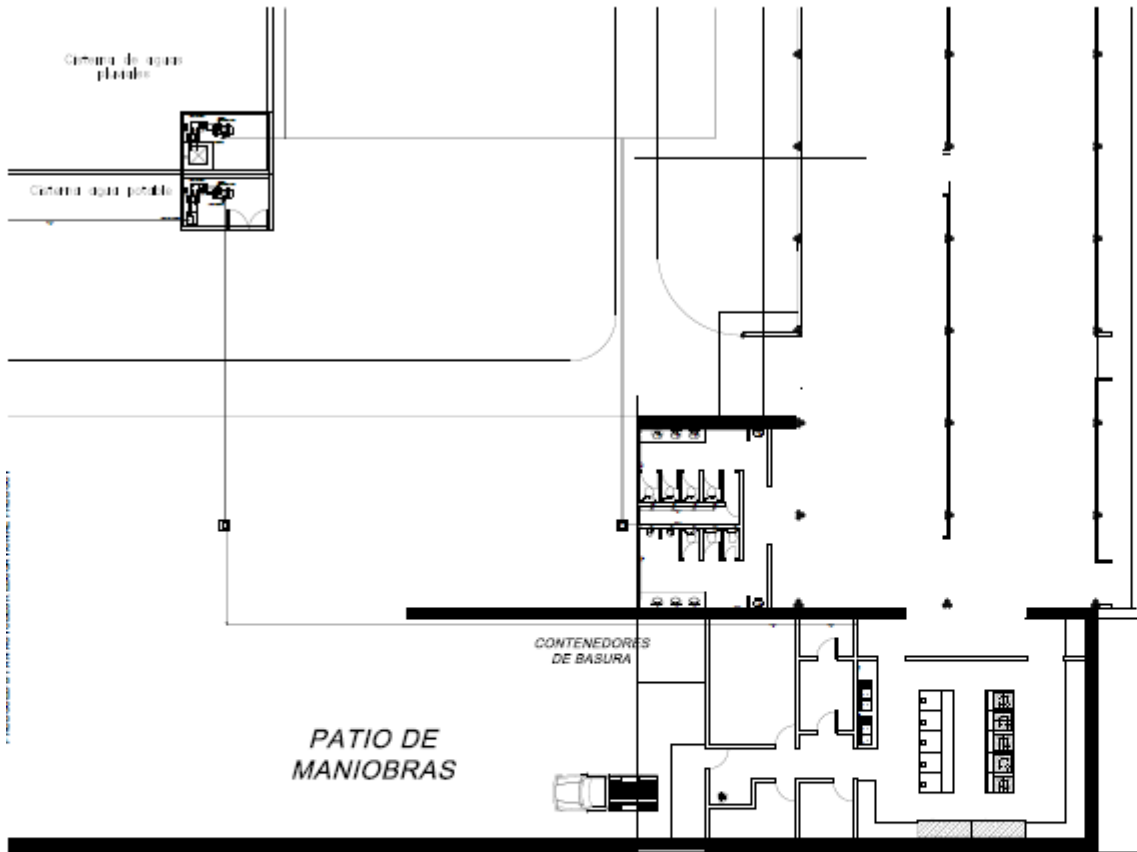 Cisterna de aguas
pluviales
Cisterna agua potable
CONTENEDORES
DE BASURA
PATIO DE
MANIOBRAS